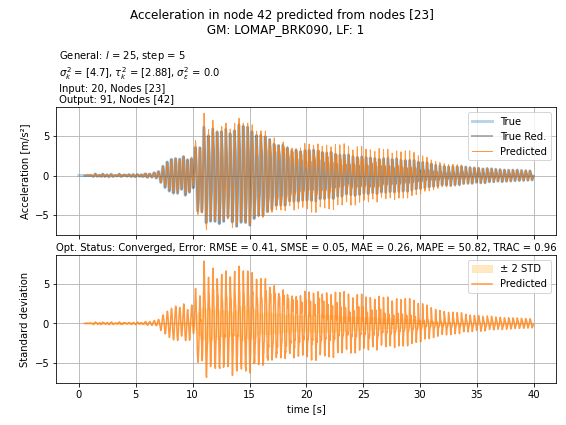 Acceleration in node 42 predicted from nodes [23]
GM: LOMAP_BRK090, LF: 1
General: l = 25, step = 5
σ²ₖ = [4.7], τ²ₖ = [2.88], σ²ε = 0.0
Input: 20, Nodes [23]
Output: 91, Nodes [42]
Acceleration [m/s²]
5
0
−5
True
True Red.
Predicted
Opt. Status: Converged, Error: RMSE = 0.41, SMSE = 0.05, MAE = 0.26, MAPE = 50.82, TRAC = 0.96
Standard deviation
5
0
−5
± 2 STD
Predicted
0 5 10 15 20 25 30 35 40
time [s]